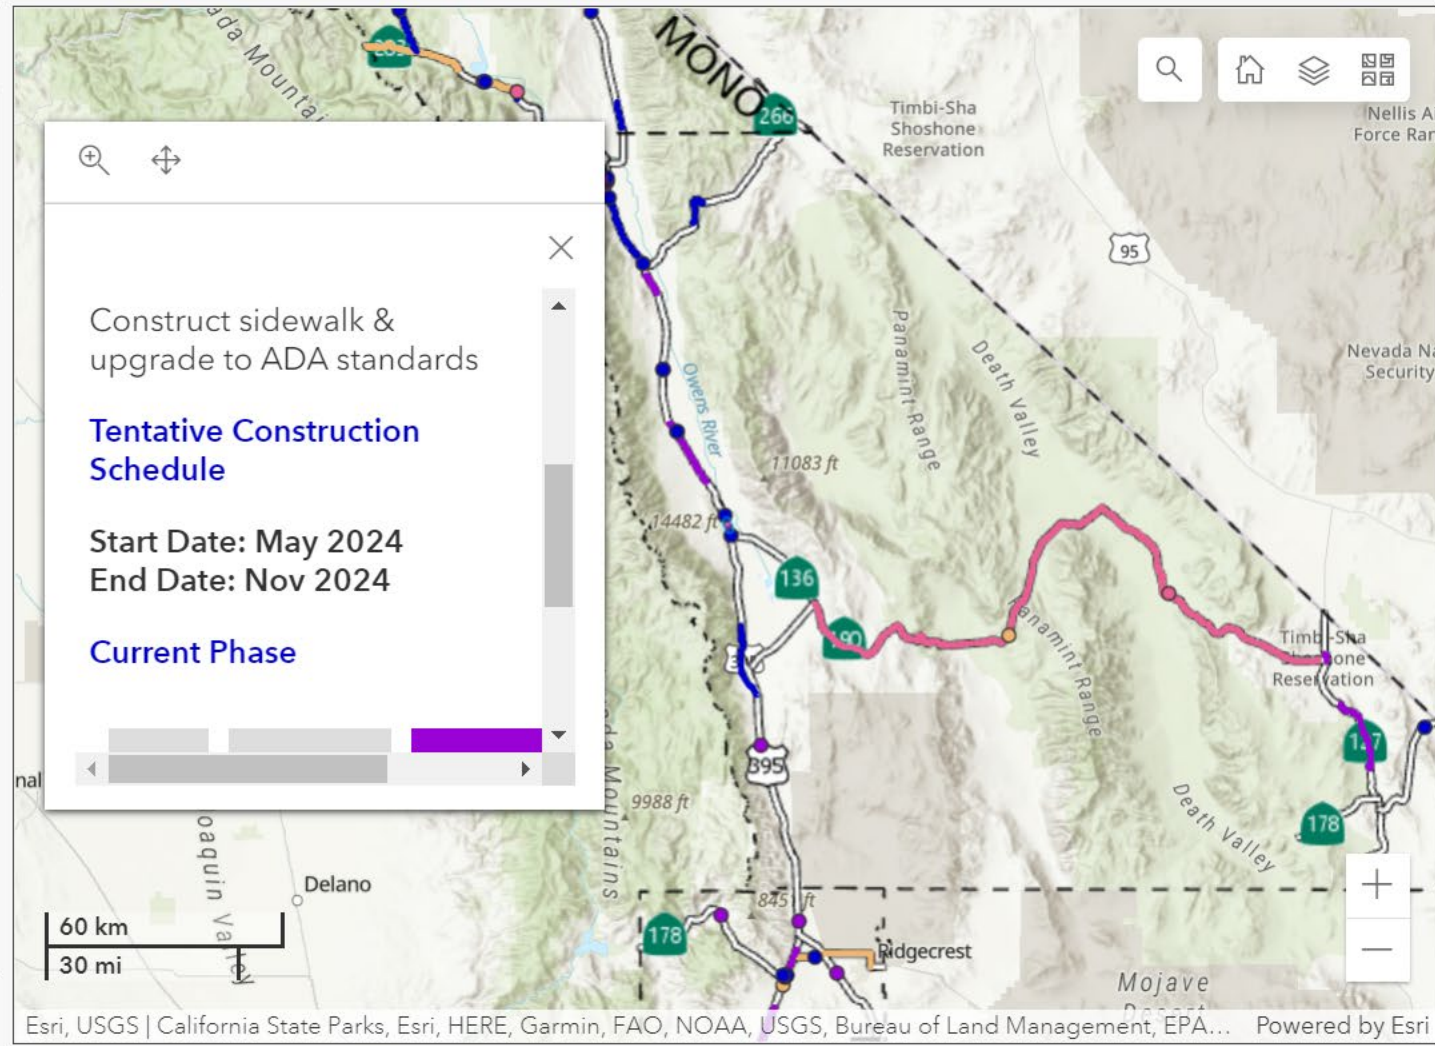 MONO
266
Timbi-Sha
Shoshone
Reservation
95
Construct sidewalk &
upgrade to ADA standards
Tentative Construction
Schedule
Start Date: May 2024
End Date: Nov 2024
Current Phase
Owens River
Panamint Range
Death Valley
11083 ft
14482 ft
136
Panamint Range
Reservation
395
9988 ft
Mountains
Death Valley
178
Delano
178
Ridgecrest
Mojave
Desert
60 km
30 mi
Esri, USGS | California State Parks, Esri, HERE, Garmin, FAO, NOAA, USGS, Bureau of Land Management, EPA...
Powered by Esri